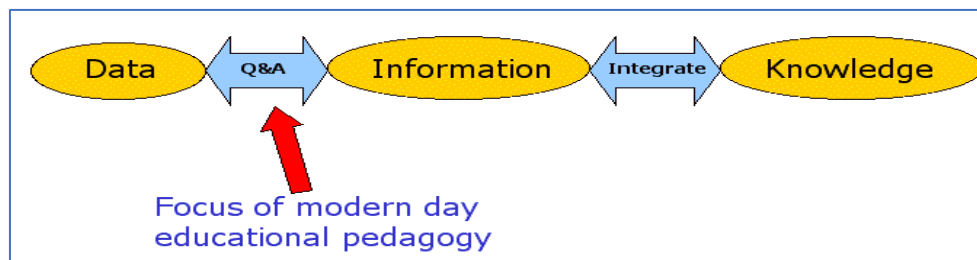 Data Q&A Information Integrate Knowledge
Focus of modern day
educational pedagogy